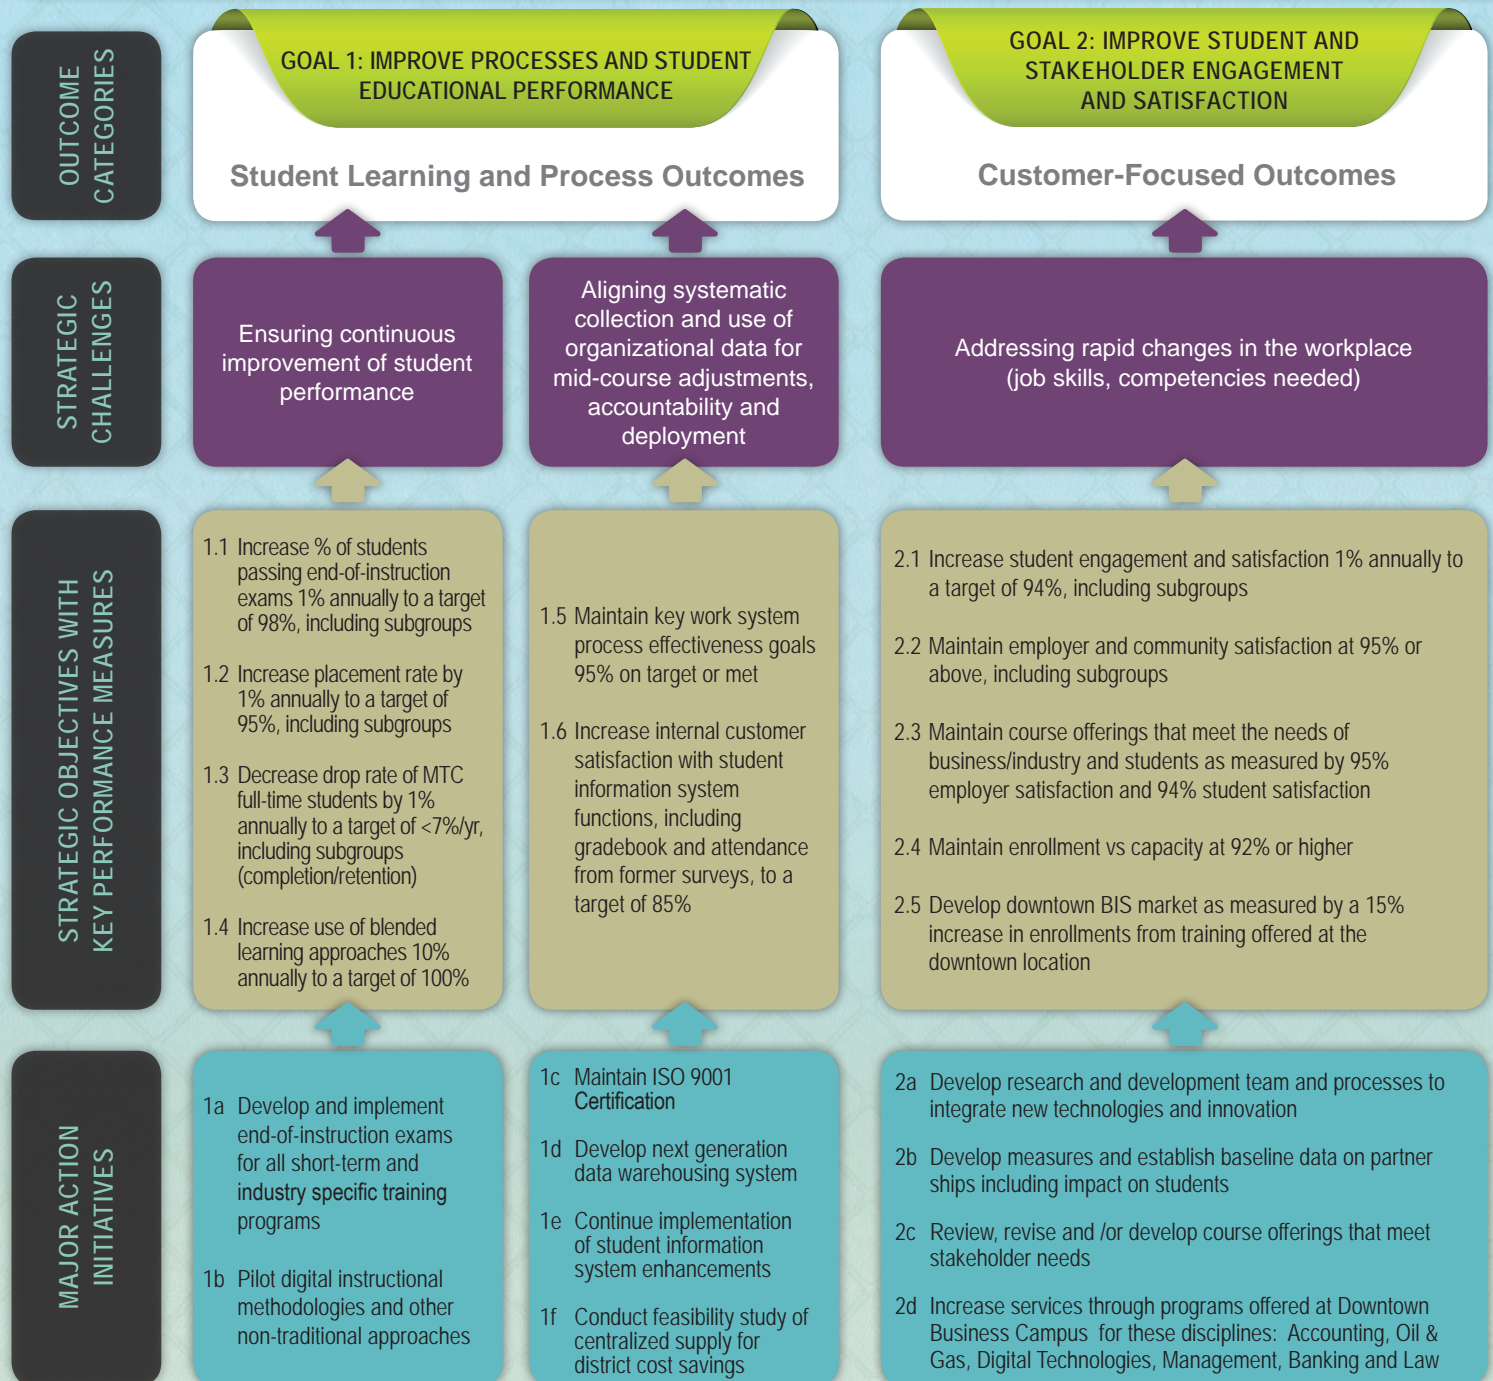 OUTCOME
CATEGORIES
GOAL 1: IMPROVE PROCESSES AND STUDENT
EDUCATIONAL PERFORMANCE
Student Learning and Process Outcomes
GOAL 2: IMPROVE STUDENT AND
STAKEHOLDER ENGAGEMENT
AND SATISFACTION
Customer-Focused Outcomes
STRATEGIC
CHALLENGES
Ensuring continuous
improvement of student
performance
Aligning systematic
collection and use of
organizational data for
mid-course adjustments,
accountability and
deployment
Addressing rapid changes in the workplace
(job skills, competencies needed)
STRATEGIC OBJECTIVES WITH
KEY PERFORMANCE MEASURES
1.1 Increase % of students
passing end-of-instruction
exams 1% annually to a target
of 98%, including subgroups
1.2 Increase placement rate by
1% annually to a target of
95%, including subgroups
1.3 Decrease drop rate of MTC
full-time students by 1%
annually to a target of <7%/yr,
including subgroups
(completion/retention)
1.4 Increase use of blended
learning approaches 10%
annually to a target of 100%
1.5 Maintain key work system
process effectiveness goals
95% on target or met
1.6 Increase internal customer
satisfaction with student
information system
functions, including
gradebook and attendance
from former surveys, to a
target of 85%
2.1 Increase student engagement and satisfaction 1% annually to
a target of 94%, including subgroups
2.2 Maintain employer and community satisfaction at 95% or
above, including subgroups
2.3 Maintain course offerings that meet the needs of
business/industry and students as measured by 95%
employer satisfaction and 94% student satisfaction
2.4 Maintain enrollment vs capacity at 92% or higher
2.5 Develop downtown BIS market as measured by a 15%
increase in enrollments from training offered at the
downtown location
MAJOR ACTION
INITIATIVES
1a Develop and implement
end-of-instruction exams
for all short-term and
industry specific training
programs
1b Pilot digital instructional
methodologies and other
non-traditional approaches
1c Maintain ISO 9001
Certification
1d Develop next generation
data warehousing system
1e Continue implementation
of student information
system enhancements
1f Conduct feasibility study of
centralized supply for
district cost savings
2a Develop research and development team and processes to
integrate new technologies and innovation
2b Develop measures and establish baseline data on partner
ships including impact on students
2c Review, revise and /or develop course offerings that meet
stakeholder needs
2d Increase services through programs offered at Downtown
Business Campus for these disciplines: Accounting, Oil &
Gas, Digital Technologies, Management, Banking and Law